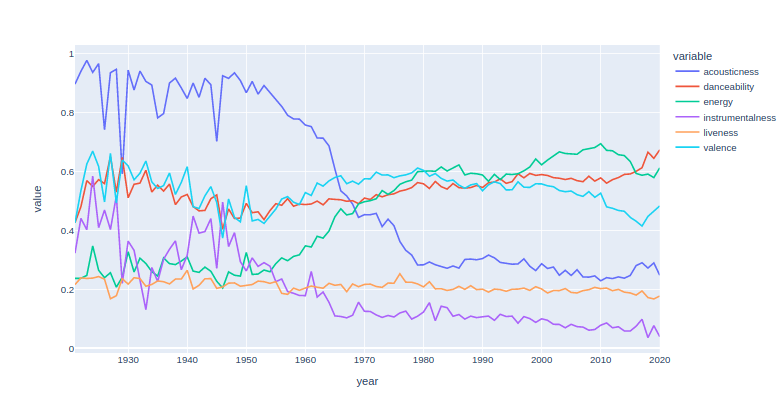 variable
acousticness
danceability
energy
instrumentalness
liveness
valence
value
1
0.8
0.6
0.4
0.2
0
1930 1940 1950 1960 1970 1980 1990 2000 2010 2020
year